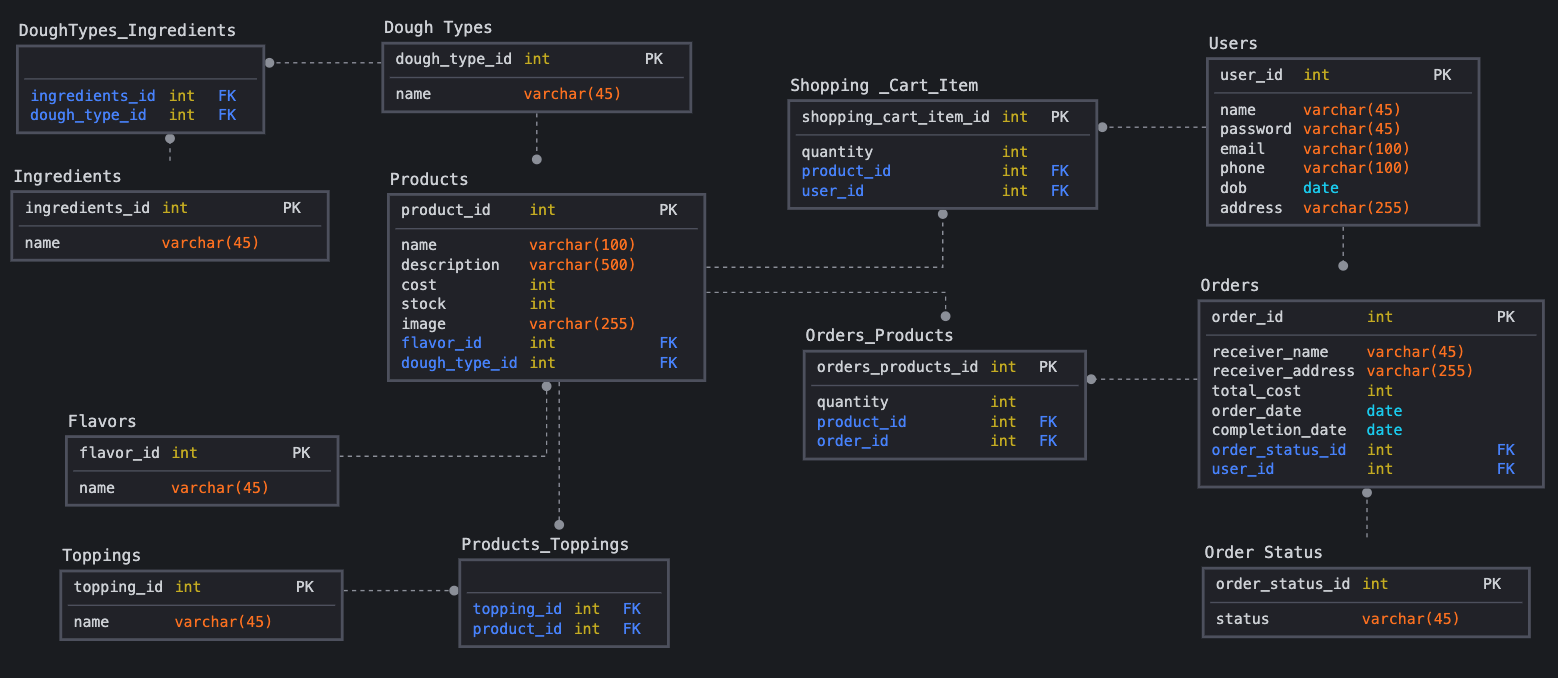 DoughTypes_Ingredients
ingredients_id int FK
dough_type_id int FK
Dough Types
dough_type_id int PK
name varchar(45)
Ingredients
ingredients_id int PK
name varchar(45)
Products
product_id int PK
name varchar(100)
description varchar(500)
cost int
stock int
image varchar(255)
flavor_id int FK
dough_type_id int FK
Flavors
flavor_id int PK
name varchar(45)
Toppings
topping_id int PK
name varchar(45)
Products_Toppings
topping_id int FK
product_id int FK
Shopping _Cart_Item
shopping_cart_item_id int PK
quantity int
product_id int FK
user_id int FK
Orders_Products
orders_products_id int PK
quantity int
product_id int FK
order_id int FK
Users
user_id int PK
name varchar(45)
password varchar(45)
email varchar(100)
phone varchar(100)
dob date
address varchar(255)
Orders
order_id int PK
receiver_name varchar(45)
receiver_address varchar(255)
total_cost int
order_date date
completion_date date
order_status_id int FK
user_id int FK
Order Status
order_status_id int PK
status varchar(45)